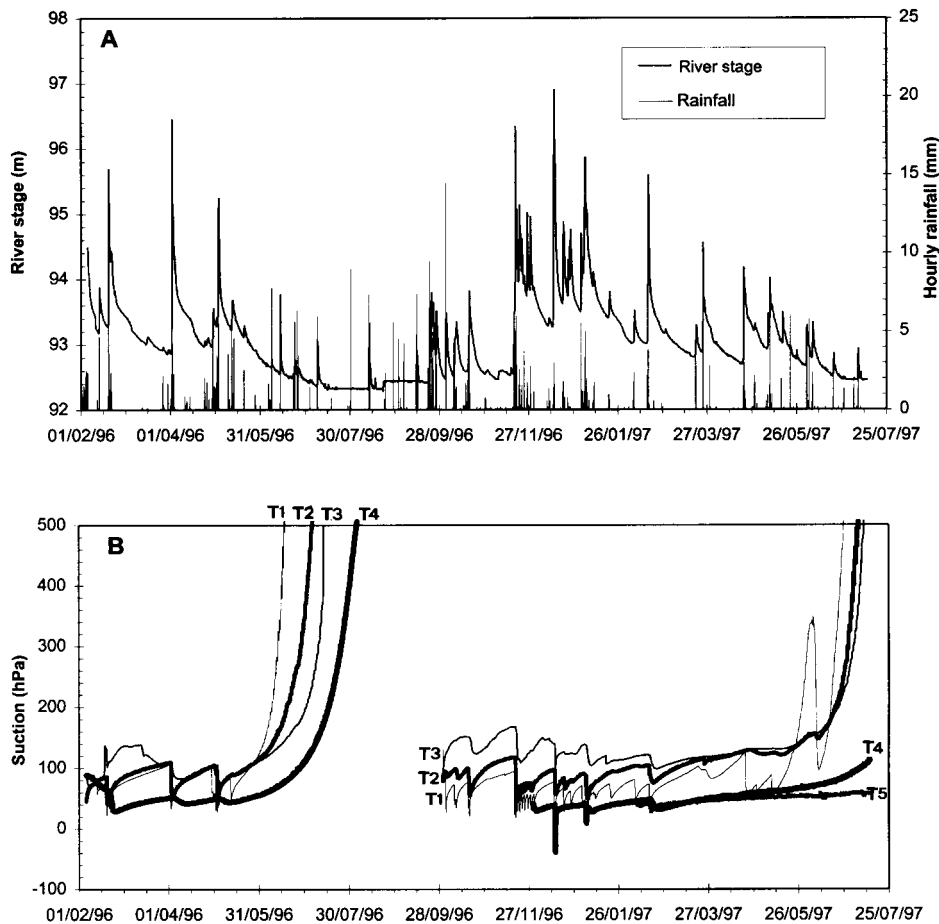 A
98
97
96
95
94
93
92
River stage (m)
25
20
15
10
5
0
Hourly rainfall (mm)
River stage
Rainfall
01/02/96 01/04/96 31/05/96 30/07/96 28/09/96 27/11/96 26/01/97 27/03/97 26/05/97 25/07/97
B
T1 T2 T3 T4
500
400
300
200
100
0
-100
Suction (hPa)
T3
T2
T1
T4
T5
01/02/96 01/04/96 31/05/96 30/07/96 28/09/96 27/11/96 26/01/97 27/03/97 26/05/97 25/07/97